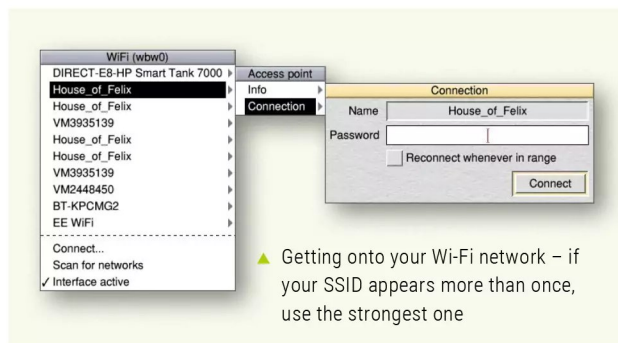 WiFi (wbw0)
DIRECT-E8-HP Smart Tank 7000
House_of_Felix
House_of_Felix
VM3935139
House_of_Felix
House_of_Felix
VM3935139
VM2448450
BT-KPCMG2
EE WiFi
Connect...
Scan for networks
✓ Interface active
Access point
Info
Connection
Connection
Name House_of_Felix
Password
Reconnect whenever in range
Connect
Getting onto your Wi-Fi network – if
your SSID appears more than once,
use the strongest one